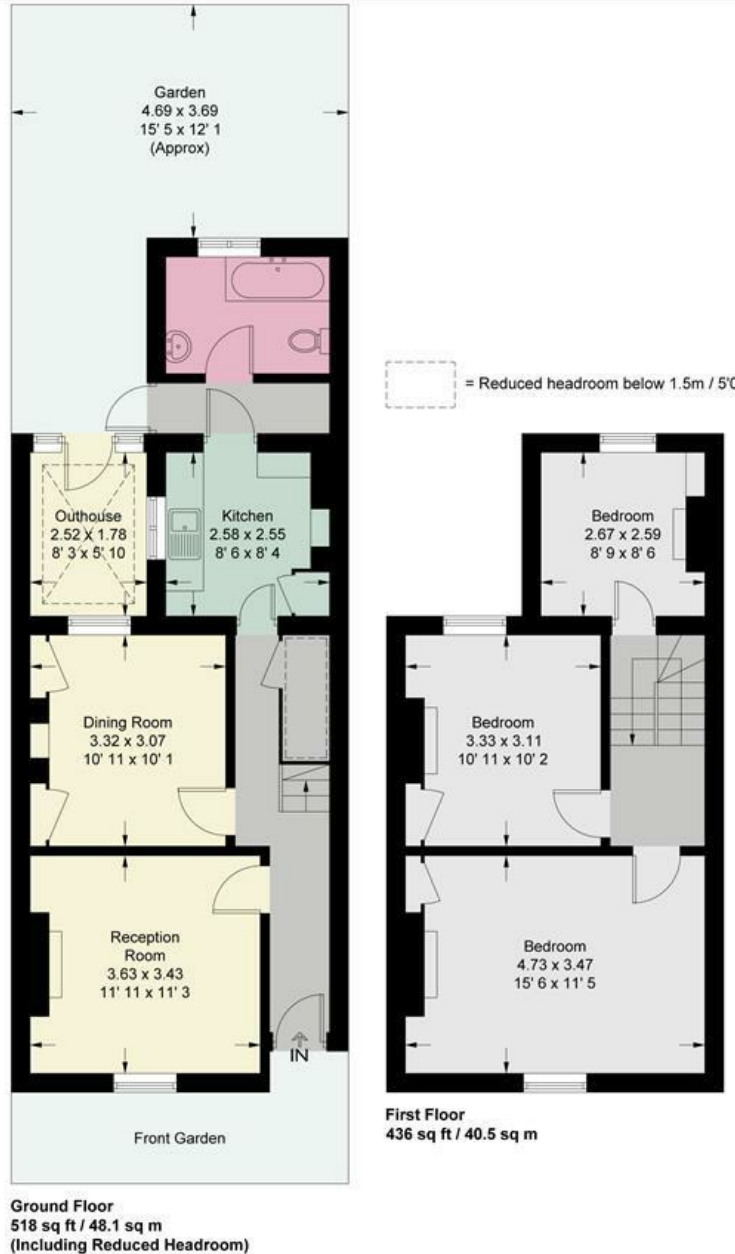 Garden
4.69 x 3.69
15' 5 x 12' 1
(Approx)
= Reduced headroom below 1.5m / 5'0
Outhouse
2.52 x 1.78
8' 3 x 5' 10
Kitchen
2.58 x 2.55
8' 6 x 8' 4
Bedroom
2.67 x 2.59
8' 9 x 8' 6
Dining Room
3.32 x 3.07
10' 11 x 10' 1
Bedroom
3.33 x 3.11
10' 11 x 10' 2
Reception
Room
3.63 x 3.43
11' 11 x 11' 3
Bedroom
4.73 x 3.47
15' 6 x 11' 5
IN
Front Garden
First Floor
436 sq ft / 40.5 sq m
Ground Floor
518 sq ft / 48.1 sq m
(Including Reduced Headroom)